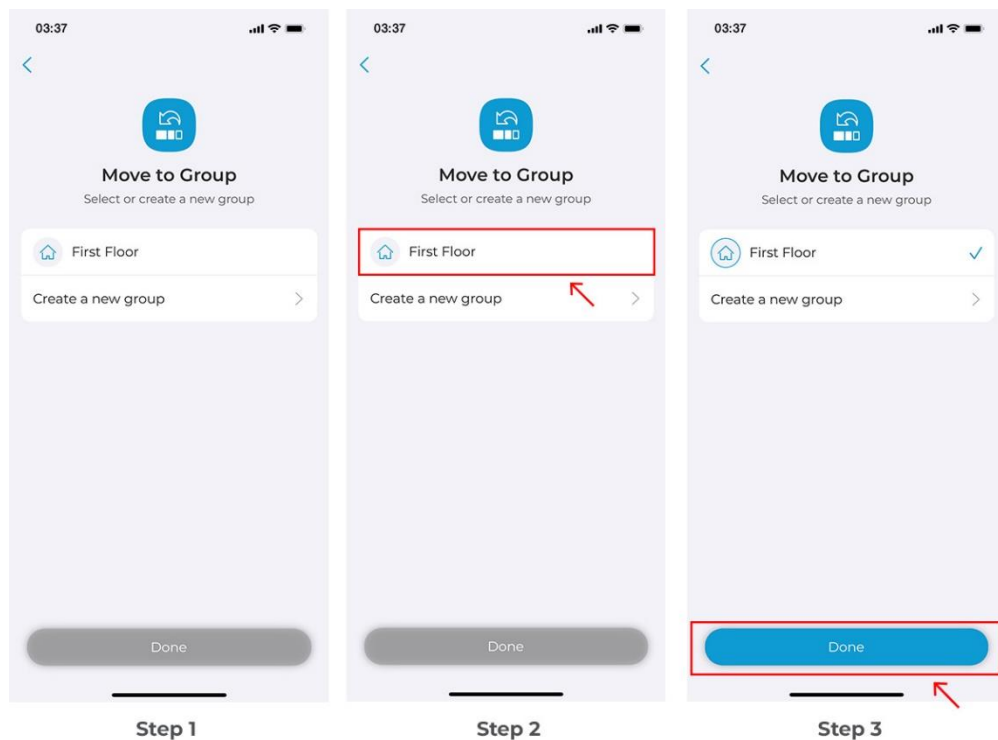 03:37
Move to Group
Select or create a new group
First Floor
Create a new group
Done
Step 1
03:37
Move to Group
Select or create a new group
First Floor
Create a new group
Done
Step 2
03:37
Move to Group
Select or create a new group
First Floor
Create a new group
Done
Step 3